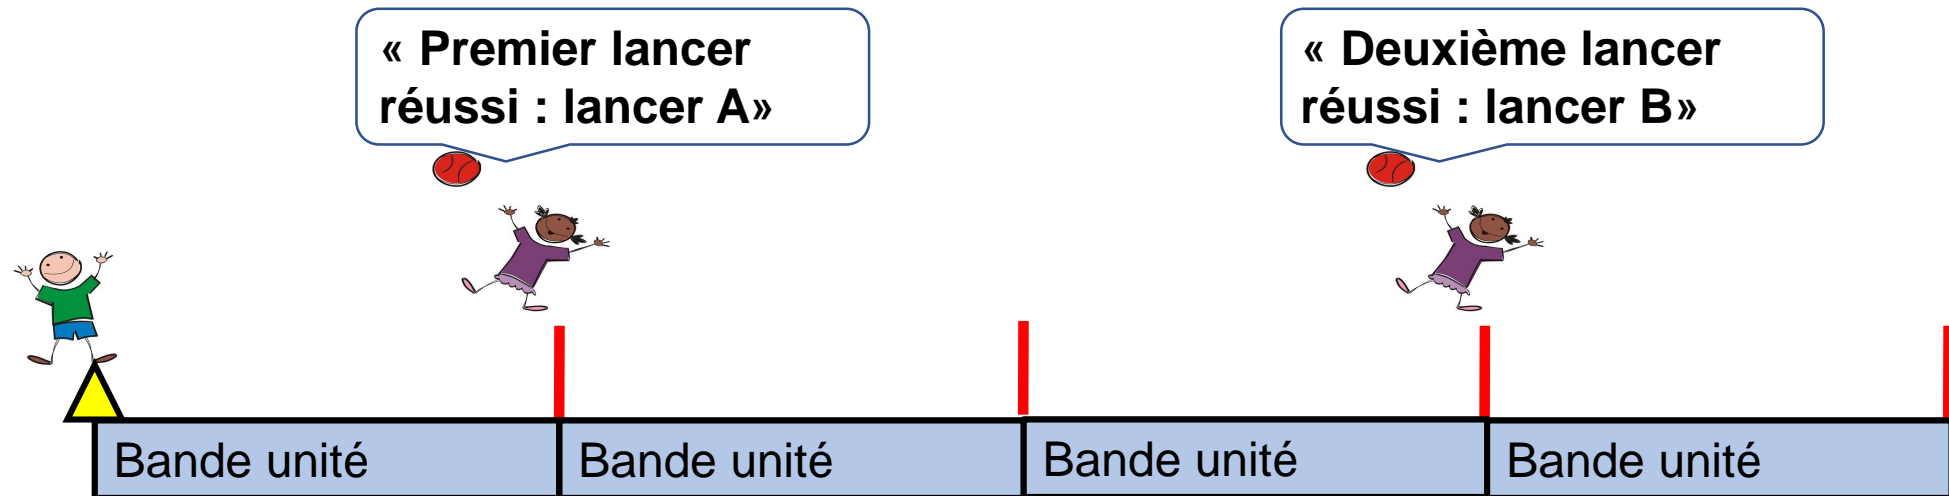 « Premier lancer
réussi : lancer A»
« Deuxième lancer
réussi : lancer B»
Bande unité
Bande unité
Bande unité
Bande unité